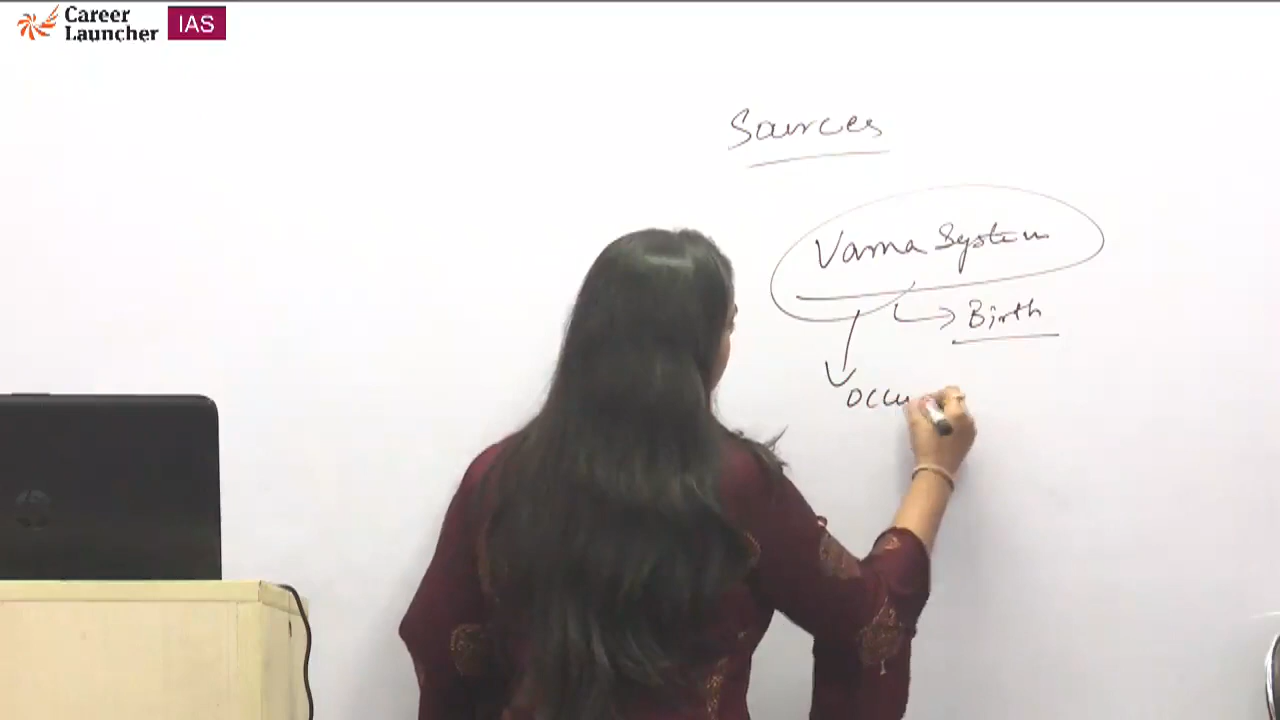 Career
Launcher
IAS
Sources
Varna System
Birth
occu